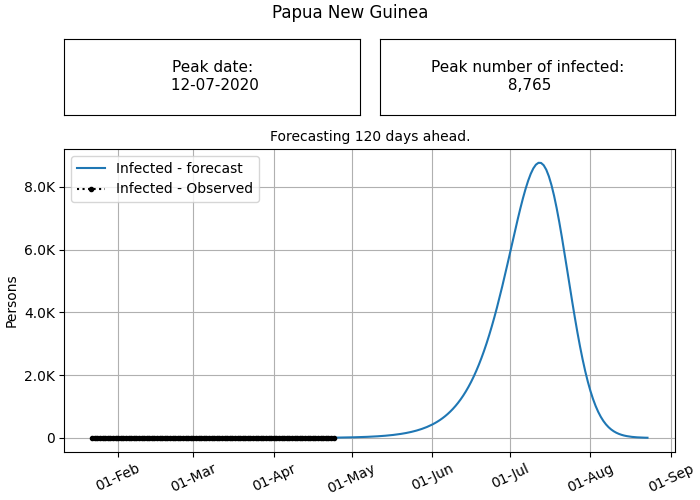 Papua New Guinea
Peak date:
12-07-2020
Peak number of infected:
8,765
Forecasting 120 days ahead.
Infected - forecast
Infected - Observed
8.0K
6.0K
4.0K
2.0K
0
Persons
01-Feb
01-Mar
01-Apr
01-May
01-Jun
01-Jul
01-Aug
01-Sep